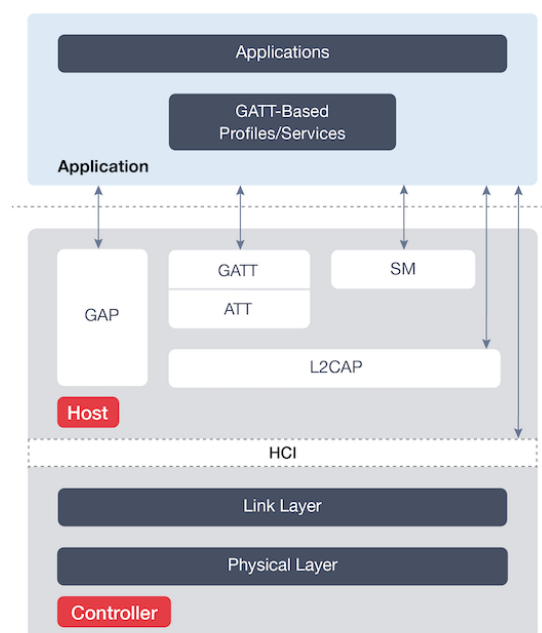 Applications
GATT-Based
Profiles/Services
Application
GATT
SM
GAP
ATT
L2CAP
Host
HCI
Link Layer
Physical Layer
Controller